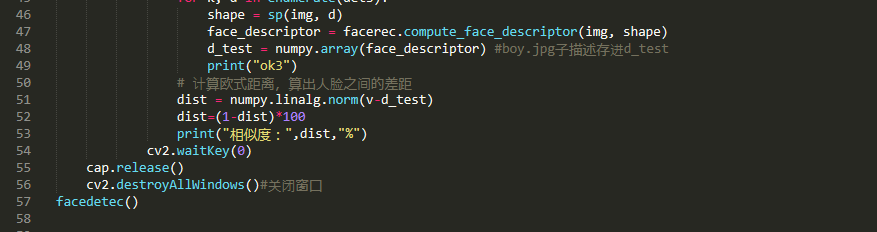 46 shape = sp(img, d)
47 face_descriptor = facerec.compute_face_descriptor(img, shape)
48 d_test = numpy.array(face_descriptor) #boy.jpg子描述存进d_test
49 print("ok3")
50 # 计算欧式距离，算出人脸之间的差距
51 dist = numpy.linalg.norm(v-d_test)
52 dist=(1-dist)*100
53 print("相似度：",dist,"%")
54 cv2.waitKey(0)
55 cap.release()
56 cv2.destroyAllWindows()#关闭窗口
57 facedetec()
58